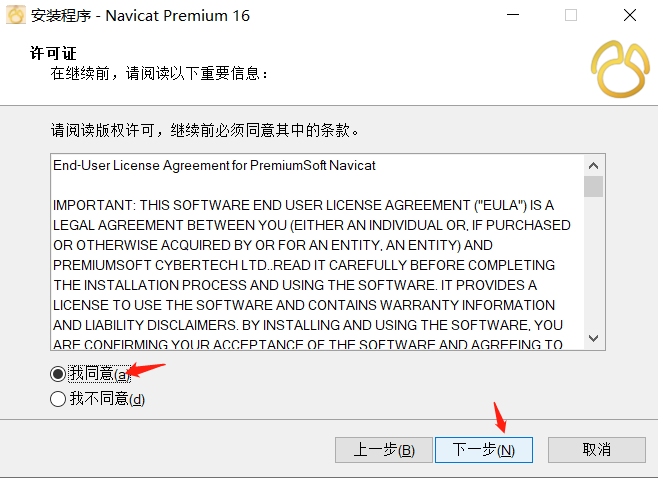 安装程序 - Navicat Premium 16
许可证
在继续前，请阅读以下重要信息：
请阅读版权许可，继续前必须同意其中的条款。
End-User License Agreement for PremiumSoft Navicat
IMPORTANT: THIS SOFTWARE END USER LICENSE AGREEMENT ("EULA") IS A
LEGAL AGREEMENT BETWEEN YOU (EITHER AN INDIVIDUAL OR, IF PURCHASED
OR OTHERWISE ACQUIRED BY OR FOR AN ENTITY, AN ENTITY) AND
PREMIUMSOFT CYBERTECH LTD..READ IT CAREFULLY BEFORE COMPLETING
THE INSTALLATION PROCESS AND USING THE SOFTWARE. IT PROVIDES A
LICENSE TO USE THE SOFTWARE AND CONTAINS WARRANTY INFORMATION
AND LIABILITY DISCLAIMERS. BY INSTALLING AND USING THE SOFTWARE, YOU
ARE CONFIRMING YOUR ACCEPTANCE OF THE SOFTWARE AND AGREEING TO
我同意(a)
我不同意(d)
上一步(B) 下一步(N) 取消